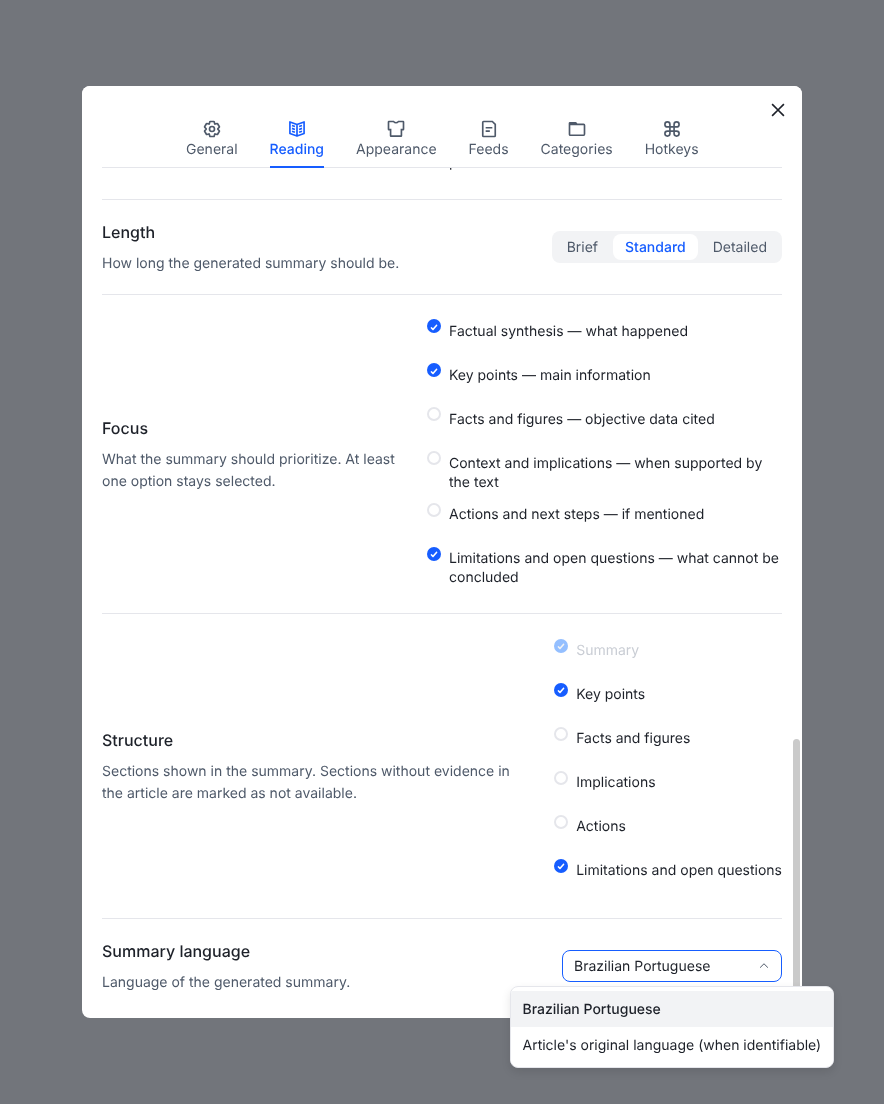 General
Reading
Appearance
Feeds
Categories
Hotkeys
Length
How long the generated summary should be.
Brief
Standard
Detailed
Focus
What the summary should prioritize. At least
one option stays selected.
Factual synthesis — what happened
Key points — main information
Facts and figures — objective data cited
Context and implications — when supported by
the text
Actions and next steps — if mentioned
Limitations and open questions — what cannot be
concluded
Structure
Sections shown in the summary. Sections without evidence in
the article are marked as not available.
Summary
Key points
Facts and figures
Implications
Actions
Limitations and open questions
Summary language
Language of the generated summary.
Brazilian Portuguese
Brazilian Portuguese
Article's original language (when identifiable)